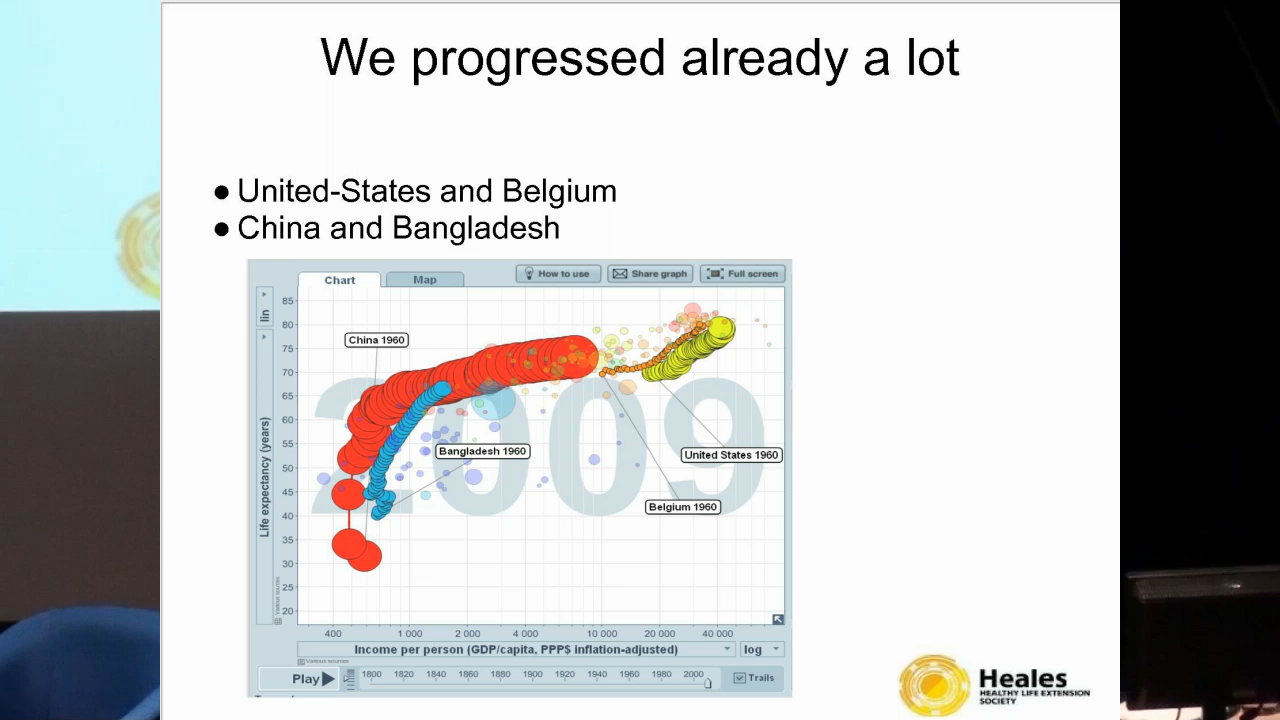 We progressed already a lot
● United-States and Belgium
● China and Bangladesh
Chart
Map
How to use
Share graph
Full screen
lin
Life expectancy (years)
85
80
75
70
65
60
55
50
45
40
35
30
25
20
2009
China 1960
Bangladesh 1960
United States 1960
Belgium 1960
Various sources
400
1 000
2 000
4 000
10 000
20 000
40 000
Income per person (GDP/capita, PPP$ inflation-adjusted)
log
Various sources
Play
1800
1820
1840
1860
1880
1900
1920
1940
1960
1980
2000
Trails
Heales
HEALTHY LIFE EXTENSION
SOCIETY